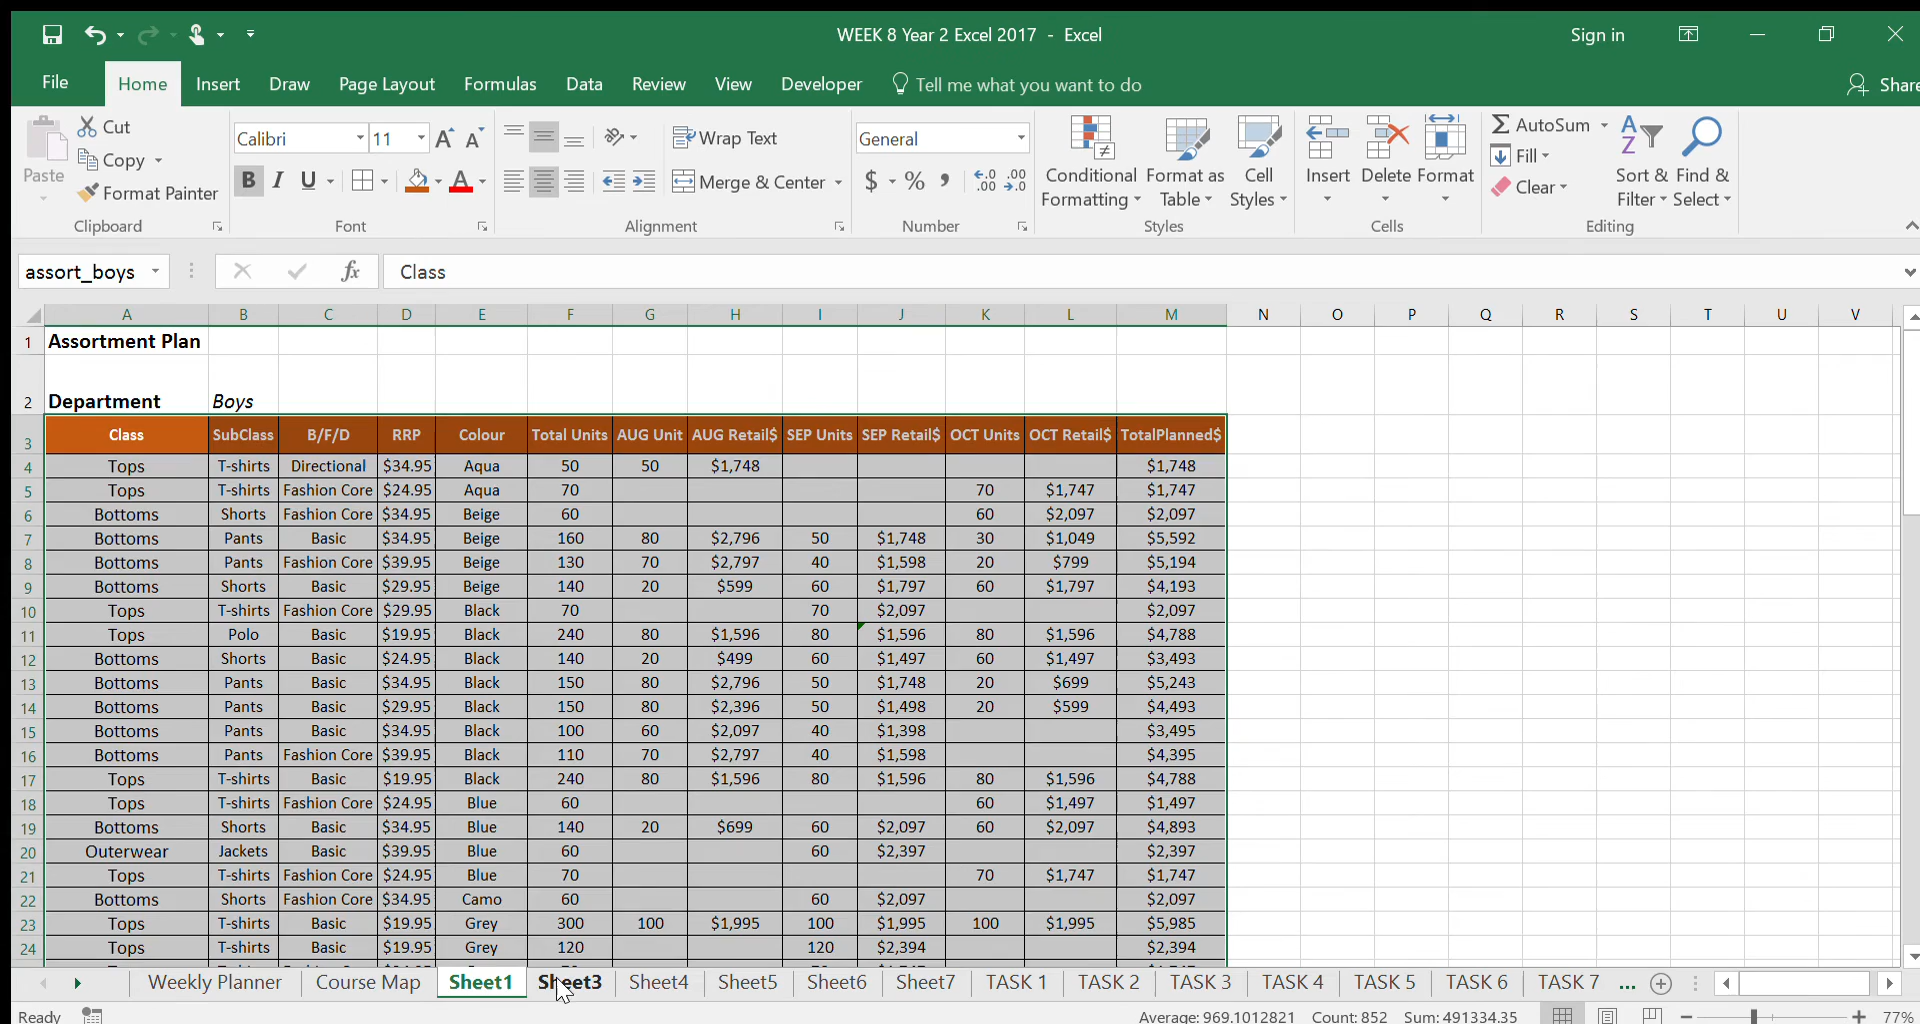 WEEK 8 Year 2 Excel 2017 - Excel
Sign in
File Home Insert Draw Page Layout Formulas Data Review View Developer Tell me what you want to do Share
Cut
Copy
Format Painter
Paste
Clipboard
Calibri 11
B I U
Font
Wrap Text
Merge & Center
Alignment
General
$ % ,
Number
Conditional Formatting
Format as Table
Cell Styles
Styles
Insert Delete Format
Cells
AutoSum
Fill
Clear
Sort & Filter
Find & Select
Editing
assort_boys fx Class
A B C D E F G H I J K L M N O P Q R S T U V
1 Assortment Plan
2 Department Boys
3 Class SubClass B/F/D RRP Colour Total Units AUG Unit AUG Retail$ SEP Units SEP Retail$ OCT Units OCT Retail$ TotalPlanned$
4 Tops T-shirts Directional $34.95 Aqua 50 50 $1,748 $1,748
5 Tops T-shirts Fashion Core $24.95 Aqua 70 70 $1,747 $1,747
6 Bottoms Shorts Fashion Core $34.95 Beige 60 60 $2,097 $2,097
7 Bottoms Pants Basic $34.95 Beige 160 80 $2,796 50 $1,748 30 $1,049 $5,592
8 Bottoms Pants Fashion Core $39.95 Beige 130 70 $2,797 40 $1,598 20 $799 $5,194
9 Bottoms Shorts Basic $29.95 Beige 140 20 $599 60 $1,797 60 $1,797 $4,193
10 Tops T-shirts Fashion Core $29.95 Black 70 70 $2,097 $2,097
11 Tops Polo Basic $19.95 Black 240 80 $1,596 80 $1,596 80 $1,596 $4,788
12 Bottoms Shorts Basic $24.95 Black 140 20 $499 60 $1,497 60 $1,497 $3,493
13 Bottoms Pants Basic $34.95 Black 150 80 $2,796 50 $1,748 20 $699 $5,243
14 Bottoms Pants Basic $29.95 Black 150 80 $2,396 50 $1,498 20 $599 $4,493
15 Bottoms Pants Basic $34.95 Black 100 60 $2,097 40 $1,398 $3,495
16 Bottoms Pants Fashion Core $39.95 Black 110 70 $2,797 40 $1,598 $4,395
17 Tops T-shirts Basic $19.95 Black 240 80 $1,596 80 $1,596 80 $1,596 $4,788
18 Tops T-shirts Fashion Core $24.95 Blue 60 60 $1,497 $1,497
19 Bottoms Shorts Basic $34.95 Blue 140 20 $699 60 $2,097 60 $2,097 $4,893
20 Outerwear Jackets Basic $39.95 Blue 60 60 $2,397 $2,397
21 Tops T-shirts Fashion Core $24.95 Blue 70 70 $1,747 $1,747
22 Bottoms Shorts Fashion Core $34.95 Camo 60 60 $2,097 $2,097
23 Tops T-shirts Basic $19.95 Grey 300 100 $1,995 100 $1,995 100 $1,995 $5,985
24 Tops T-shirts Basic $19.95 Grey 120 120 $2,394 $2,394
Weekly Planner Course Map Sheet1 Sheet3 Sheet4 Sheet5 Sheet6 Sheet7 TASK 1 TASK 2 TASK 3 TASK 4 TASK 5 TASK 6 TASK 7 ...
Ready Average: 969.1012821 Count: 852 Sum: 491334.35 77%